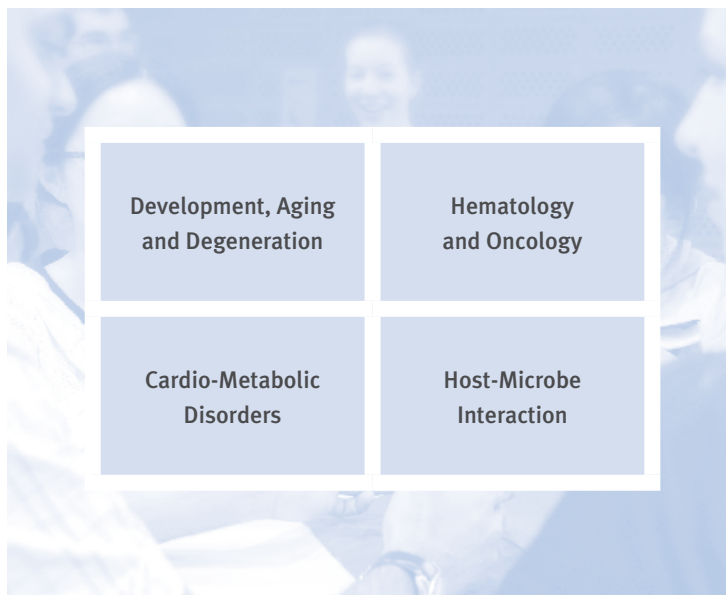 Development, Aging
and Degeneration
Hematology
and Oncology
Cardio-Metabolic
Disorders
Host-Microbe
Interaction